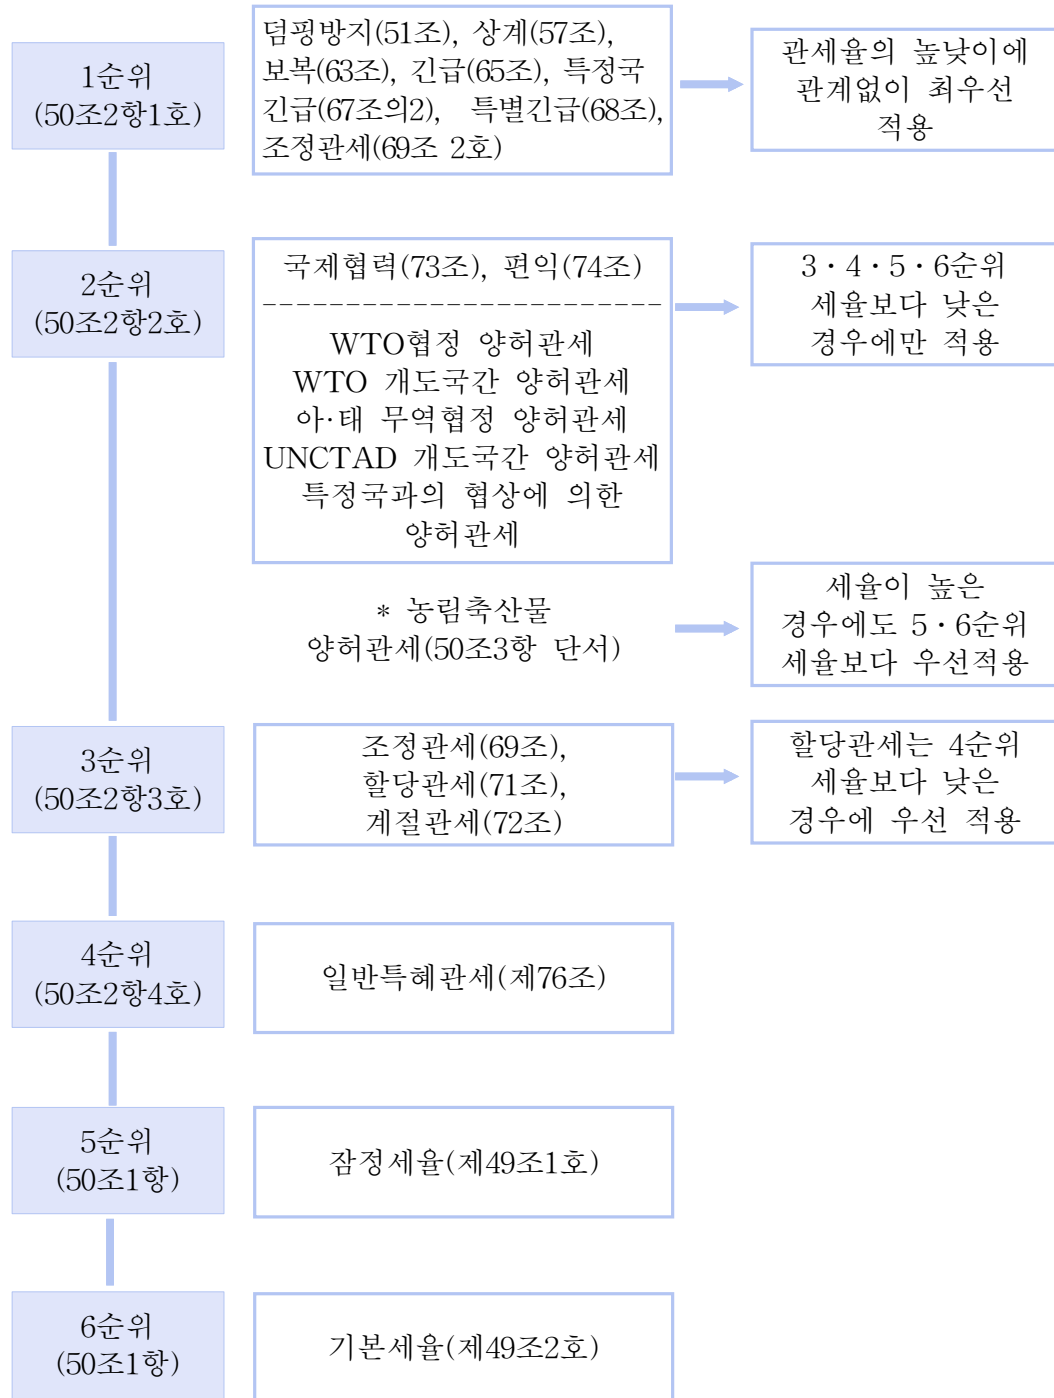 1순위
(50조2항1호)
덤핑방지(51조), 상계(57조),
보복(63조), 긴급(65조), 특정국
긴급(67조의2), 특별긴급(68조),
조정관세(69조 2호)
관세율의 높낮이에
관계없이 최우선
적용
2순위
(50조2항2호)
국제협력(73조), 편익(74조)
WTO협정 양허관세
WTO 개도국간 양허관세
아·태 무역협정 양허관세
UNCTAD 개도국간 양허관세
특정국과의 협상에 의한
양허관세
3·4·5·6순위
세율보다 낮은
경우에만 적용
* 농림축산물
양허관세(50조3항 단서)
세율이 높은
경우에도 5·6순위
세율보다 우선적용
3순위
(50조2항3호)
조정관세(69조),
할당관세(71조),
계절관세(72조)
할당관세는 4순위
세율보다 낮은
경우에 우선 적용
4순위
(50조2항4호)
일반특혜관세(제76조)
5순위
(50조1항)
잠정세율(제49조1호)
6순위
(50조1항)
기본세율(제49조2호)